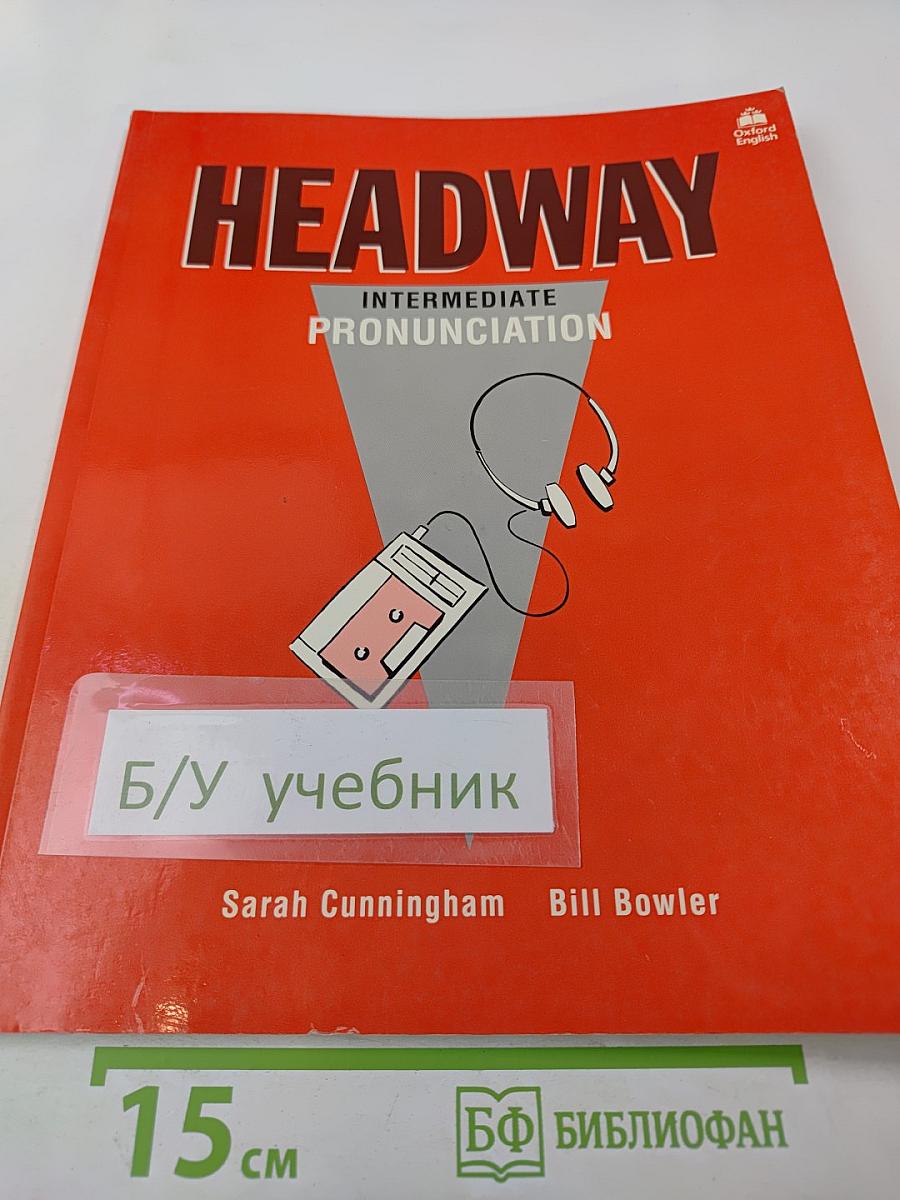 Oxford
English
HEADWAY
INTERMEDIATE
PRONUNCIATION
Б/У учебник
Sarah Cunningham Bill Bowler
15 см
БФ БИБЛИОФАН